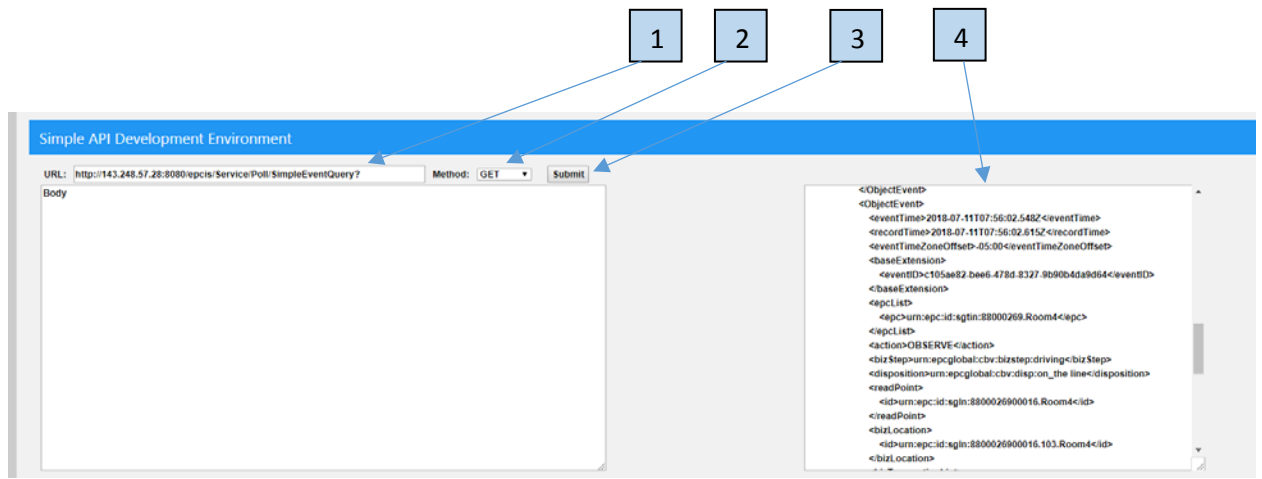 1 2 3 4
Simple API Development Environment
URL: http://143.248.57.28:8080/epcis/Service/Poll/SimpleEventQuery? Method: GET Submit
Body
</ObjectEvent>
<ObjectEvent>
<eventTime>2018-07-11T07:56:02.548Z</eventTime>
<recordTime>2018-07-11T07:56:02.615Z</recordTime>
<eventTimeZoneOffset>-05:00</eventTimeZoneOffset>
<baseExtension>
<eventID>c105ae82-bee6-478d-8327-9b90b4da9d64</eventID>
</baseExtension>
<epcList>
<epc>urn:epc:id:sgtin:88000269.Room4</epc>
</epcList>
<action>OBSERVE</action>
<bizStep>urn:epcglobal:cbv:bizstep:driving</bizStep>
<disposition>urn:epcglobal:cbv:disp:on_the line</disposition>
<readPoint>
<id>urn:epc:id:sgln:8800026900016.Room4</id>
</readPoint>
<bizLocation>
<id>urn:epc:id:sgln:8800026900016.103.Room4</id>
</bizLocation>